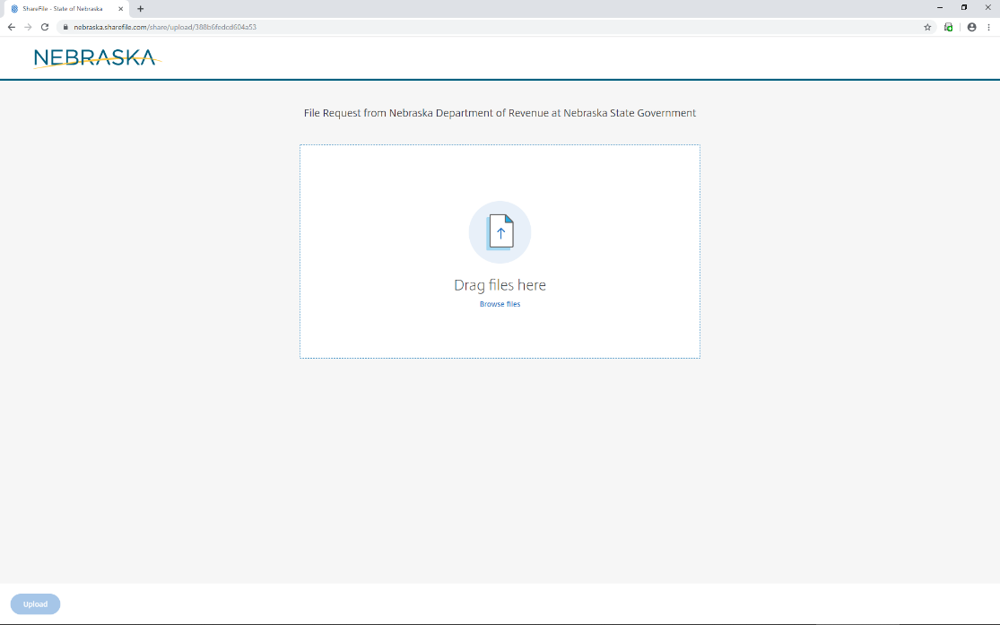 ShareFile - State of Nebraska
nebraska.sharefile.com/share/upload/388b6fedcd604a53
NEBRASKA
File Request from Nebraska Department of Revenue at Nebraska State Government
Drag files here
Browse files
Upload